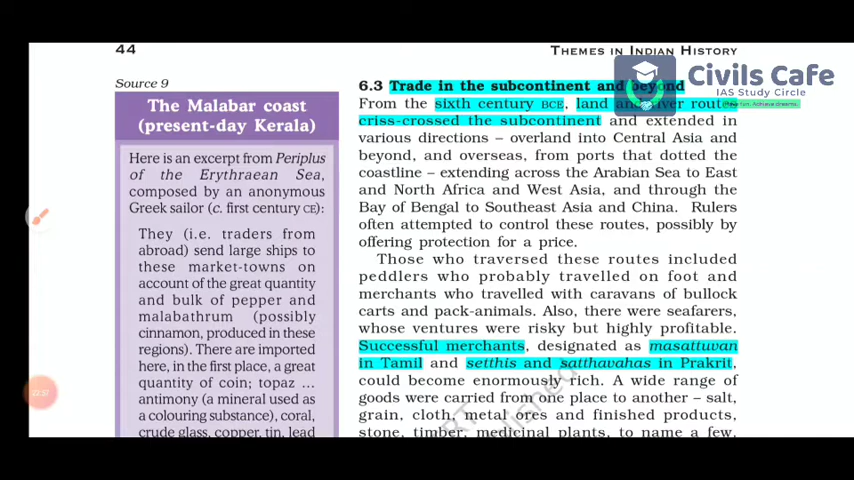 44
THEMES IN INDIAN HISTORY
Civils Cafe
IAS Study Circle
Source 9
The Malabar coast
(present-day Kerala)
Here is an excerpt from Periplus
of the Erythraean Sea,
composed by an anonymous
Greek sailor (c. first century CE):
They (i.e. traders from
abroad) send large ships to
these market-towns on
account of the great quantity
and bulk of pepper and
malabathrum (possibly
cinnamon, produced in these
regions). There are imported
here, in the first place, a great
quantity of coin; topaz ...
antimony (a mineral used as
a colouring substance), coral,
crude glass, copper, tin, lead
6.3 Trade in the subcontinent and beyond
From the sixth century BCE, land and river routes
criss-crossed the subcontinent and extended in
various directions – overland into Central Asia and
beyond, and overseas, from ports that dotted the
coastline – extending across the Arabian Sea to East
and North Africa and West Asia, and through the
Bay of Bengal to Southeast Asia and China. Rulers
often attempted to control these routes, possibly by
offering protection for a price.
Those who traversed these routes included
peddlers who probably travelled on foot and
merchants who travelled with caravans of bullock
carts and pack-animals. Also, there were seafarers,
whose ventures were risky but highly profitable.
Successful merchants, designated as masattuvan
in Tamil and setthis and satthavahas in Prakrit,
could become enormously rich. A wide range of
goods were carried from one place to another – salt,
grain, cloth, metal ores and finished products,
stone, timber, medicinal plants, to name a few.
22:57